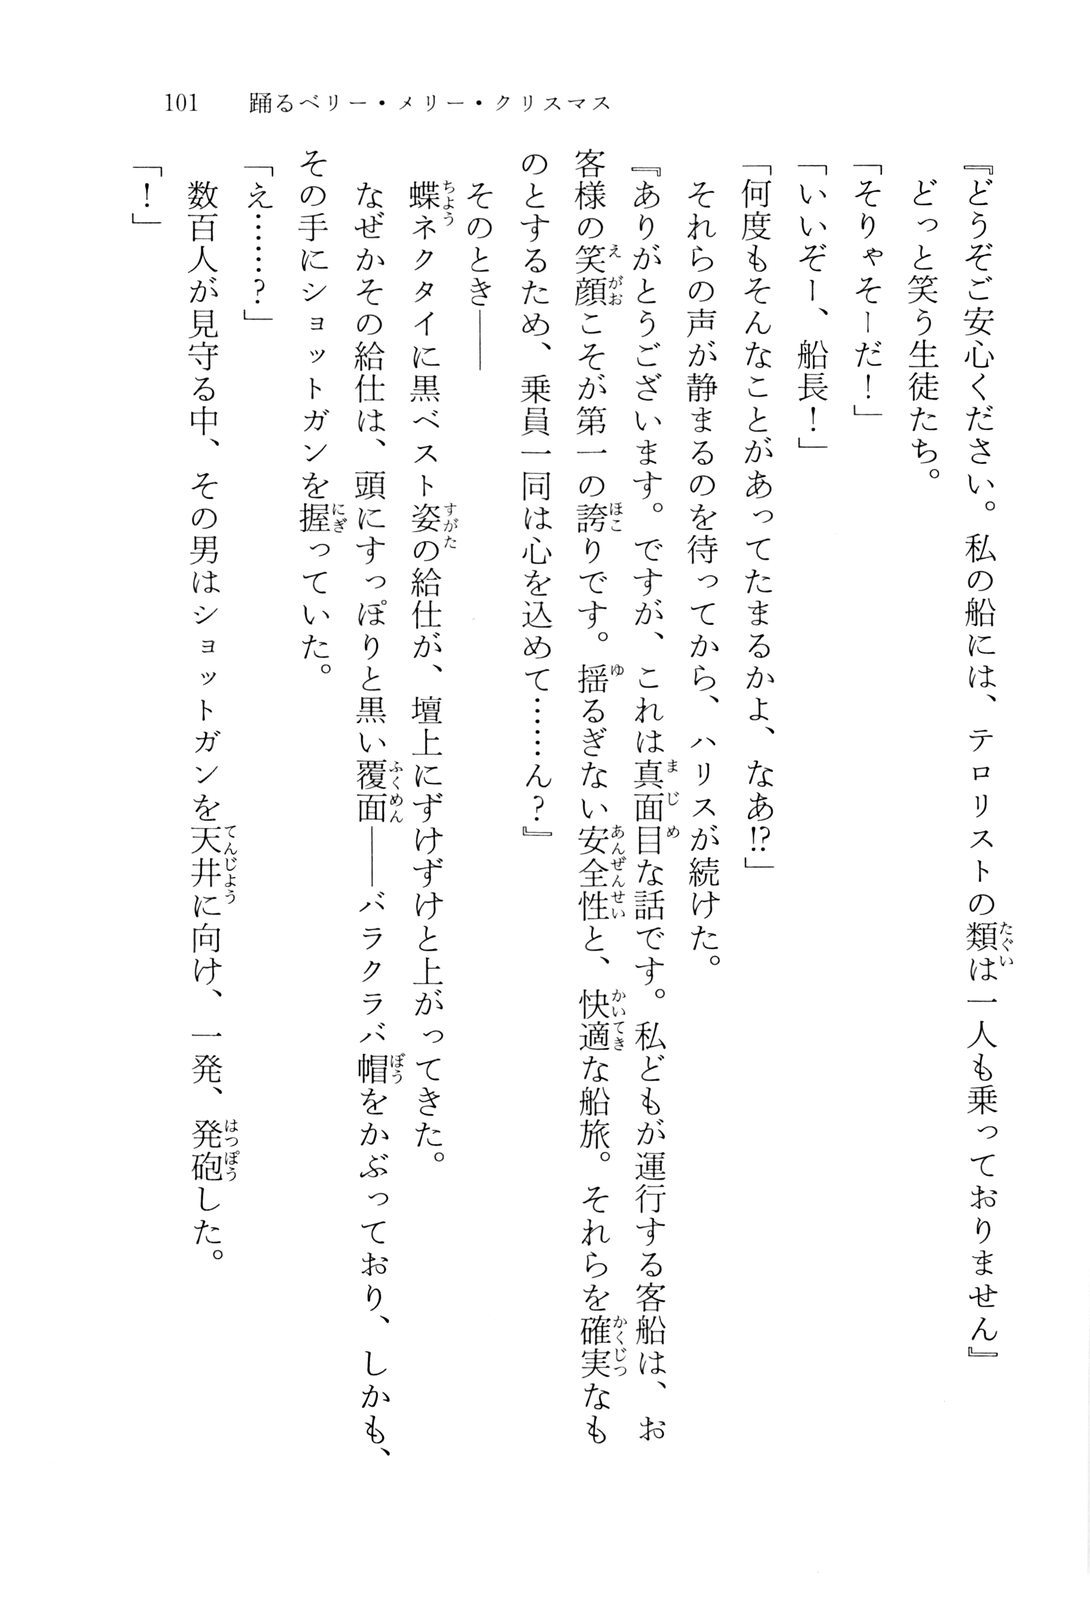 101　踊るベリー・メリー・クリスマス
『どうぞご安心ください。私の船には、テロリストの類は一人も乗っておりません』
どっと笑う生徒たち。
「そりゃそーだ！」
「いいぞー、船長！」
「何度もそんなことがあってたまるかよ、なあ!?」
それらの声が静まるのを待ってから、ハリスが続けた。
『ありがとうございます。ですが、これは真面目な話です。私どもが運行する客船は、お
客様の笑顔こそが第一の誇りです。揺るぎない安全性と、快適な船旅。それらを確実なも
のとするため、乗員一同は心を込めて……ん？』
そのとき――
蝶ネクタイに黒ベスト姿の給仕が、壇上にずけずけと上がってきた。
なぜかその給仕は、頭にすっぽりと黒い覆面――バラクラバ帽をかぶっており、しかも、
その手にショットガンを握っていた。
「え……？」
数百人が見守る中、その男はショットガンを天井に向け、一発、発砲した。
「！」